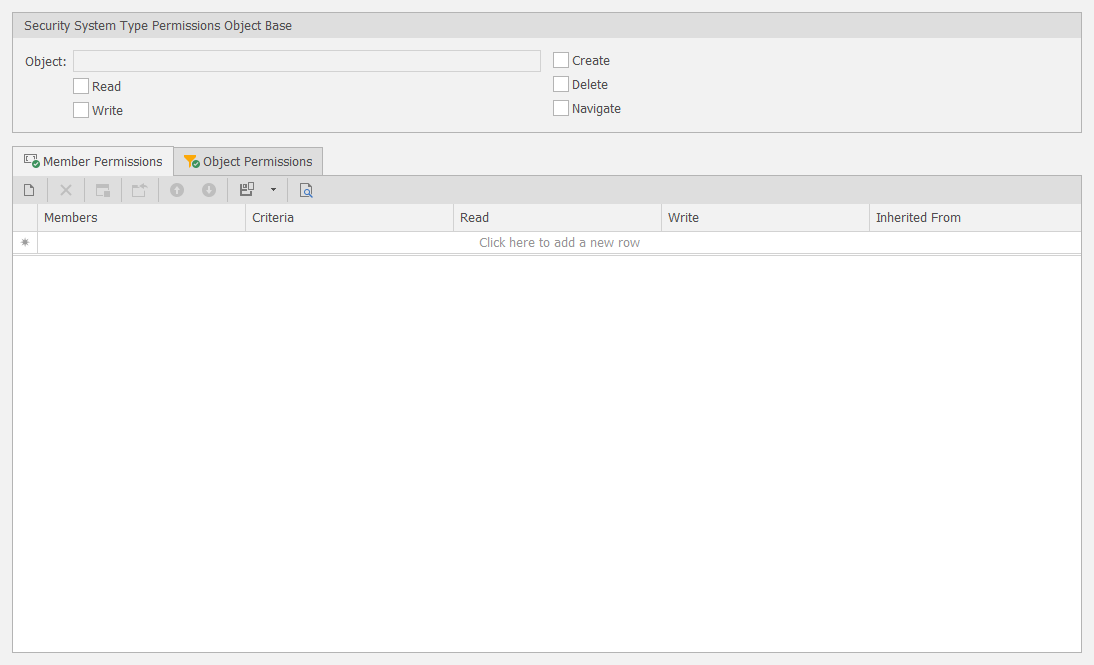 Security System Type Permissions Object Base
Object:
Create
Read
Delete
Write
Navigate
Member Permissions Object Permissions
Members Criteria Read Write Inherited From
Click here to add a new row